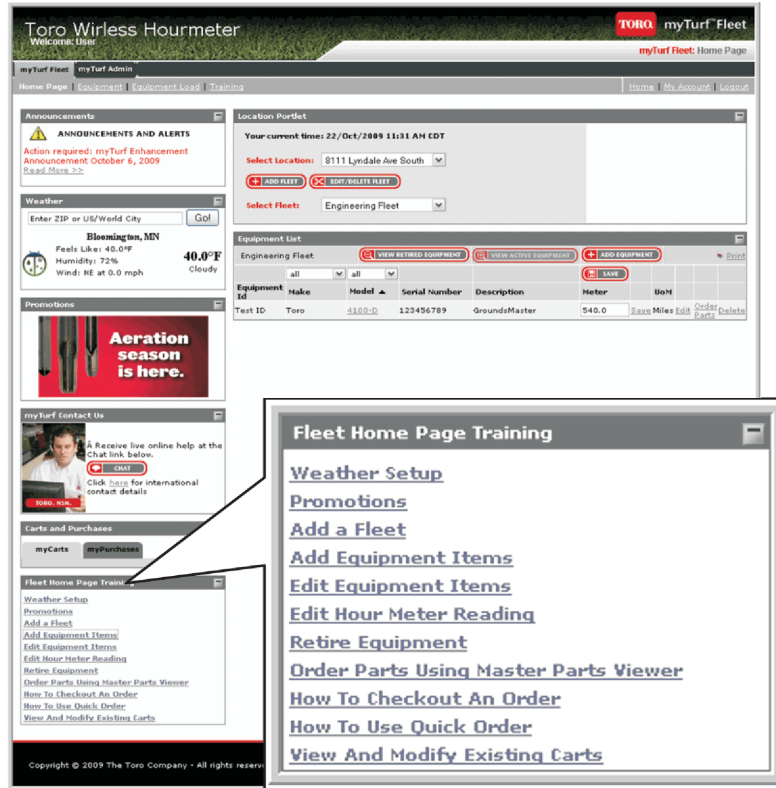 Toro Wirless Hourmeter
Welcome: User
TORO. myTurf™Fleet
myTurf Fleet: Home Page
myTurf Fleet myTurf Admin
Home Page | Equipment | Equipment Load | Training
Home | My Account | Logout
Announcements
ANNOUNCEMENTS AND ALERTS
Action required: myTurf Enhancement
Announcement October 6, 2009
Read More >>
Weather
Enter ZIP or US/World City Go!
Bloomington, MN
Feels Like: 40.0°F
Humidity: 72%
Wind: NE at 0.0 mph
40.0°F
Cloudy
Promotions
Aeration
season
is here.
myTurf Contact Us
Â Receive live online help at the
Chat link below.
CHAT
Click here for international
contact details
TORO. NSN.
Carts and Purchases
myCarts myPurchases
Fleet Home Page Training
Weather Setup
Promotions
Add a Fleet
Add Equipment Items
Edit Equipment Items
Edit Hour Meter Reading
Retire Equipment
Order Parts Using Master Parts Viewer
How To Checkout An Order
How To Use Quick Order
View And Modify Existing Carts
Location Portlet
Your current time: 22/Oct/2009 11:31 AM CDT
Select Location: 8111 Lyndale Ave South
ADD FLEET EDIT/DELETE FLEET
Select Fleet: Engineering Fleet
Equipment List
Engineering Fleet VIEW RETIRED EQUIPMENT VIEW ACTIVE EQUIPMENT ADD EQUIPMENT Print
all all SAVE
Equipment Id Make Model ▲ Serial Number Description Meter UoM
Test ID Toro 4100-D 123456789 GroundsMaster 540.0 Save Miles Edit Order Parts Delete
Fleet Home Page Training
Weather Setup
Promotions
Add a Fleet
Add Equipment Items
Edit Equipment Items
Edit Hour Meter Reading
Retire Equipment
Order Parts Using Master Parts Viewer
How To Checkout An Order
How To Use Quick Order
View And Modify Existing Carts
Copyright © 2009 The Toro Company - All rights reserv